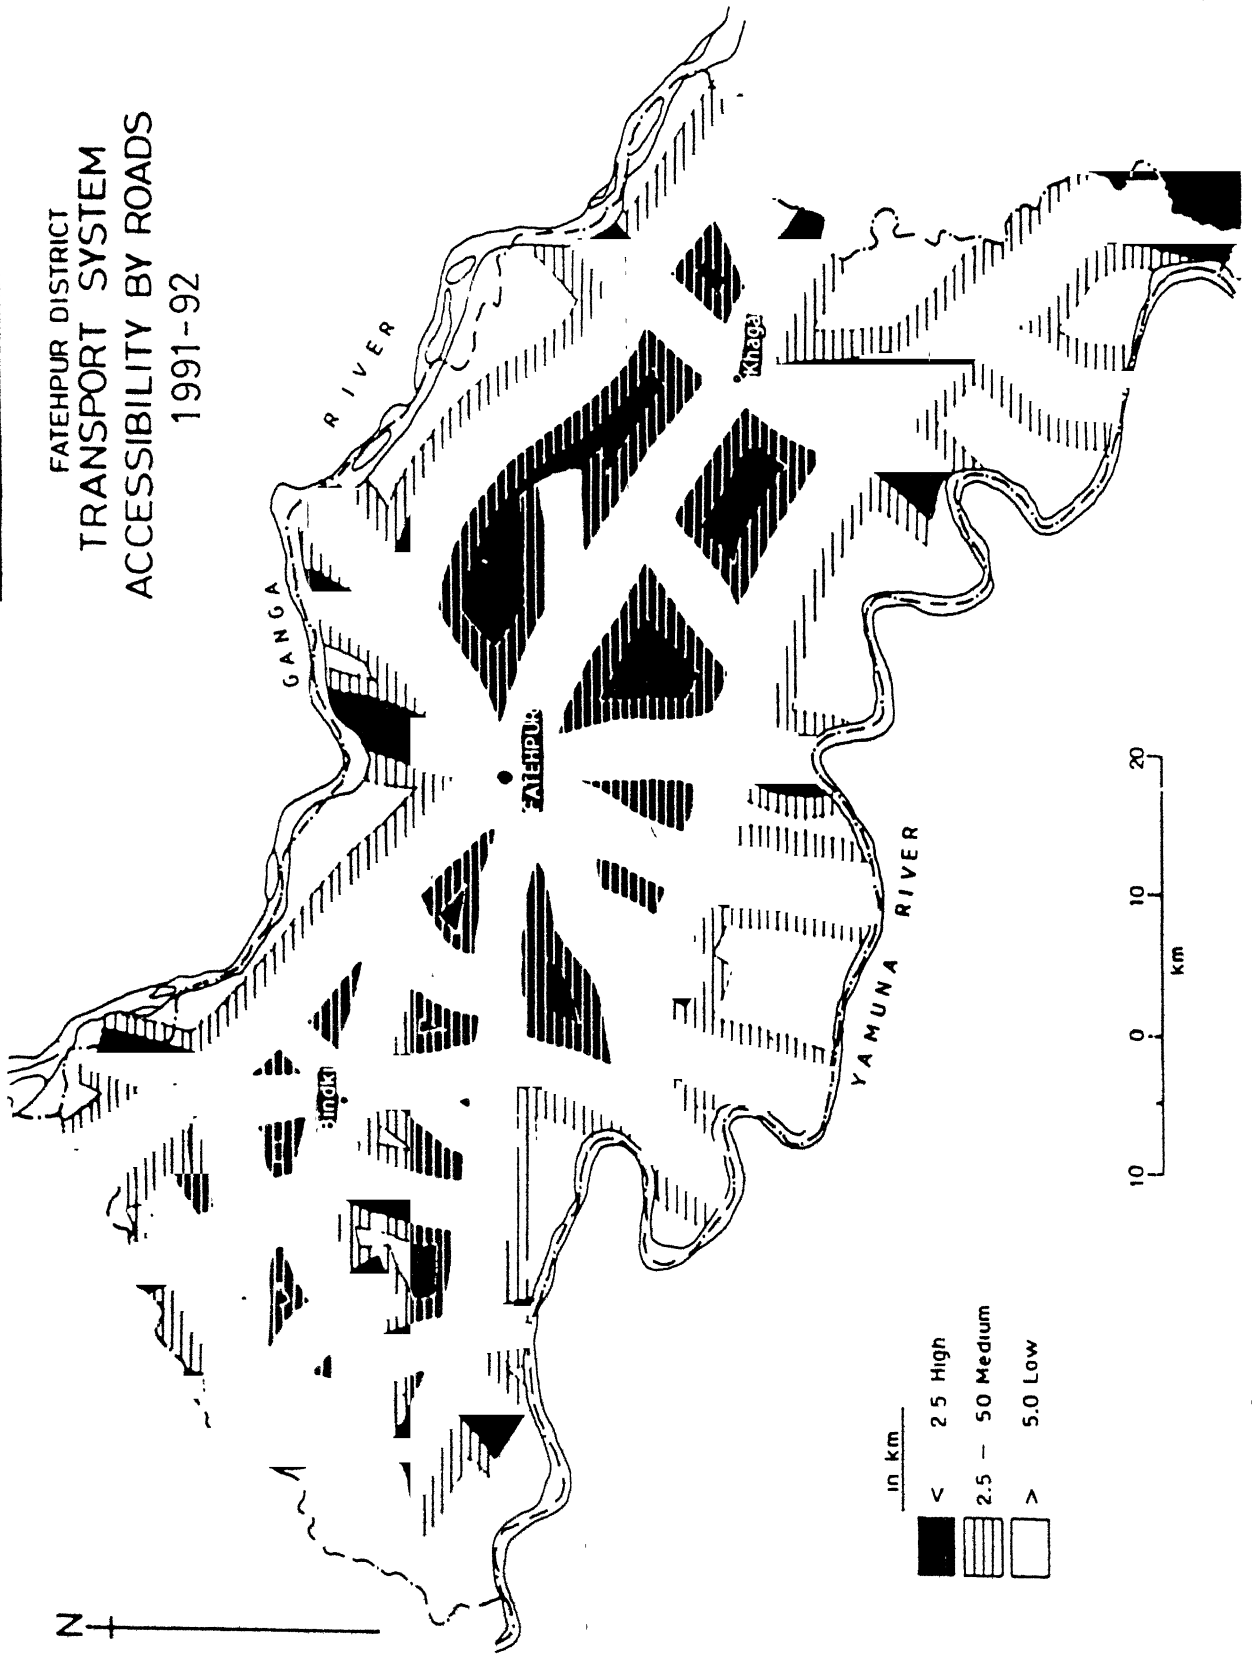 FATEHPUR DISTRICT
TRANSPORT SYSTEM
ACCESSIBILITY BY ROADS
1991-92
GANGA RIVER
Khaga
FATEHPUR
Bindki
YAMUNA RIVER
N
10 0 10 20
km
in km
< 2 5 High
2.5 — 5 0 Medium
> 5.0 Low